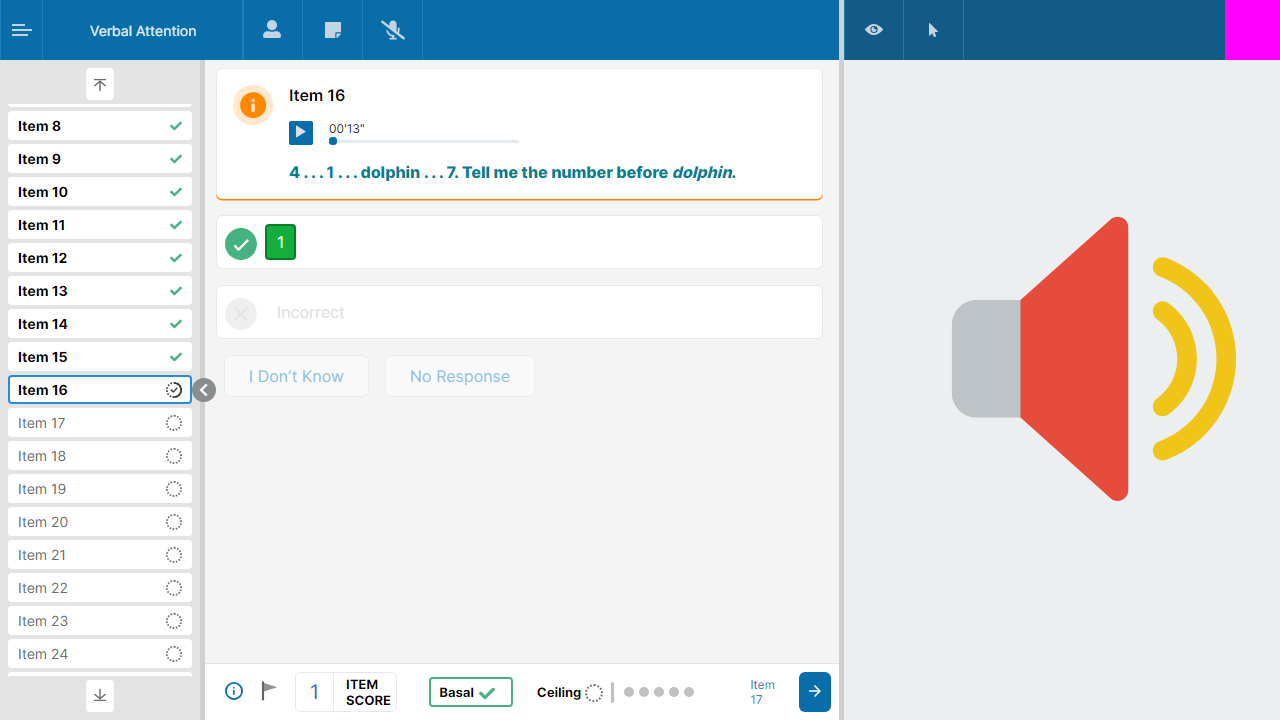 Verbal Attention
Item 8
Item 9
Item 10
Item 11
Item 12
Item 13
Item 14
Item 15
Item 16
Item 17
Item 18
Item 19
Item 20
Item 21
Item 22
Item 23
Item 24
Item 16
00'13"
4 . . . 1 . . . dolphin . . . 7. Tell me the number before dolphin.
1
Incorrect
I Don't Know
No Response
1
ITEM
SCORE
Basal
Ceiling
Item
17